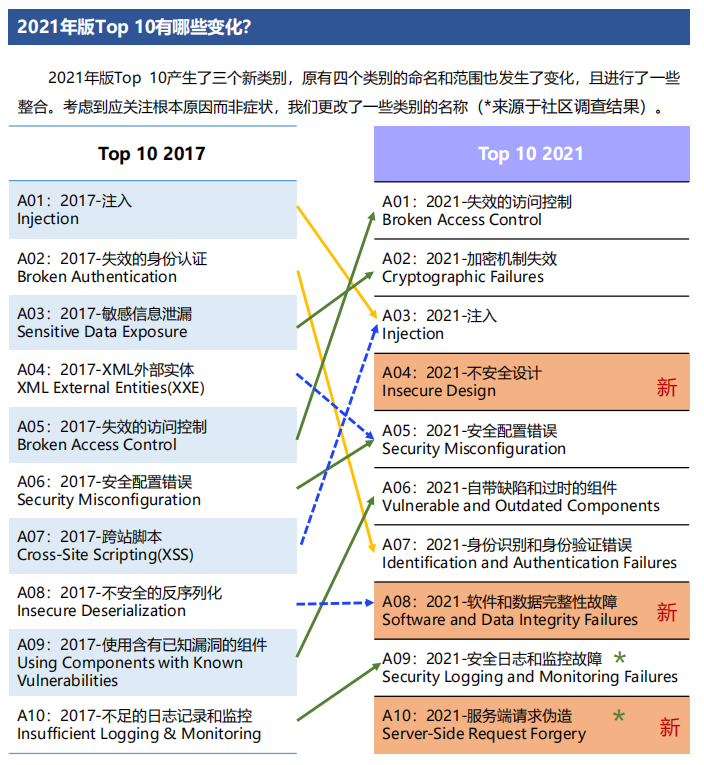 2021年版Top 10有哪些变化?
2021年版Top 10产生了三个新类别，原有四个类别的命名和范围也发生了变化，且进行了一些
整合。考虑到应关注根本原因而非症状，我们更改了一些类别的名称（*来源于社区调查结果）。
Top 10 2017
A01：2017-注入
Injection
A02：2017-失效的身份认证
Broken Authentication
A03：2017-敏感信息泄漏
Sensitive Data Exposure
A04：2017-XML外部实体
XML External Entities(XXE)
A05：2017-失效的访问控制
Broken Access Control
A06：2017-安全配置错误
Security Misconfiguration
A07：2017-跨站脚本
Cross-Site Scripting(XSS)
A08：2017-不安全的反序列化
Insecure Deserialization
A09：2017-使用含有已知漏洞的组件
Using Components with Known
Vulnerabilities
A10：2017-不足的日志记录和监控
Insufficient Logging & Monitoring
Top 10 2021
A01：2021-失效的访问控制
Broken Access Control
A02：2021-加密机制失效
Cryptographic Failures
A03：2021-注入
Injection
A04：2021-不安全设计
Insecure Design 新
A05：2021-安全配置错误
Security Misconfiguration
A06：2021-自带缺陷和过时的组件
Vulnerable and Outdated Components
A07：2021-身份识别和身份验证错误
Identification and Authentication Failures
A08：2021-软件和数据完整性故障
Software and Data Integrity Failures 新
A09：2021-安全日志和监控故障 *
Security Logging and Monitoring Failures
A10：2021-服务端请求伪造 *
Server-Side Request Forgery 新